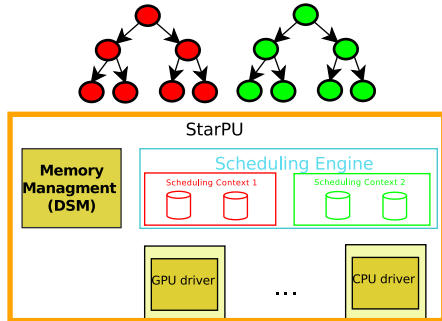 StarPU
Memory
Managment
(DSM)
Scheduling Engine
Scheduling Context 1
Scheduling Context 2
GPU driver
...
CPU driver